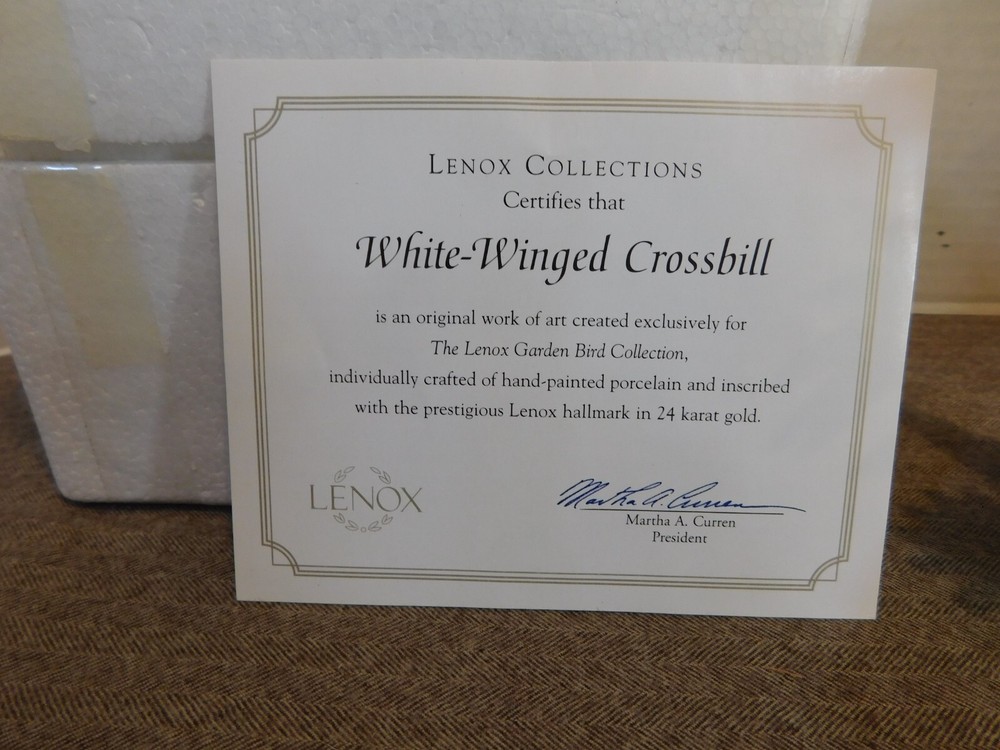 LENOX COLLECTIONS
Certifies that
White-Winged Crossbill
is an original work of art created exclusively for
The Lenox Garden Bird Collection,
individually crafted of hand-painted porcelain and inscribed
with the prestigious Lenox hallmark in 24 karat gold.
LENOX
Martha A. Curren
Martha A. Curren
President